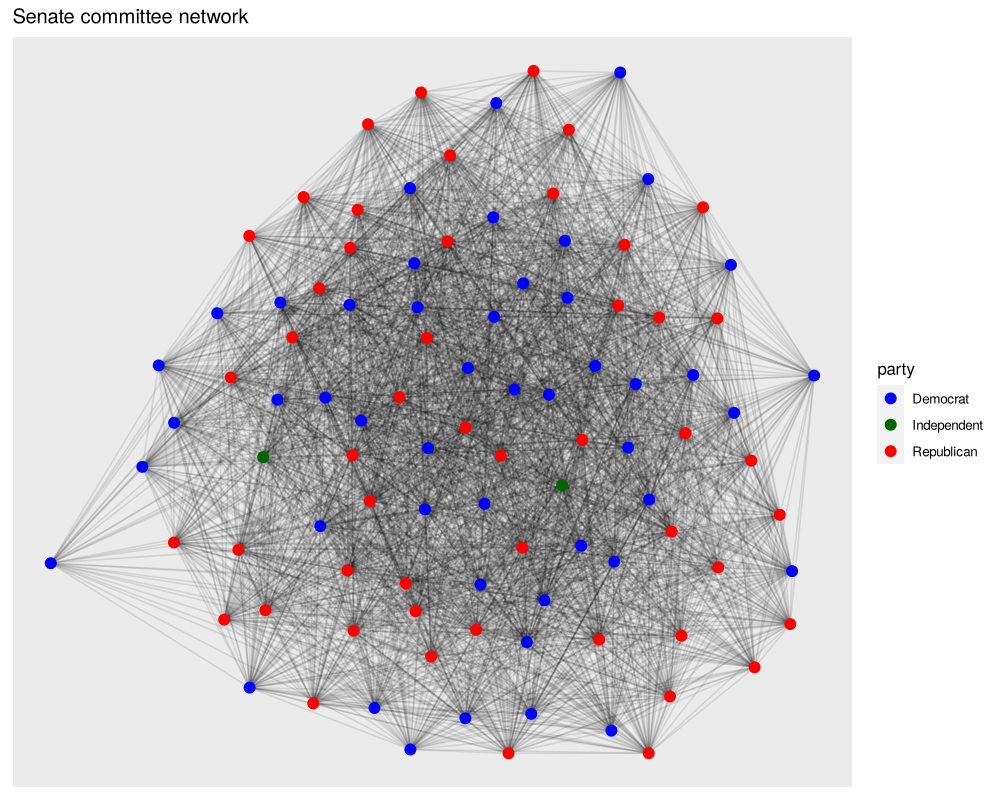 Senate committee network
party
Democrat
Independent
Republican